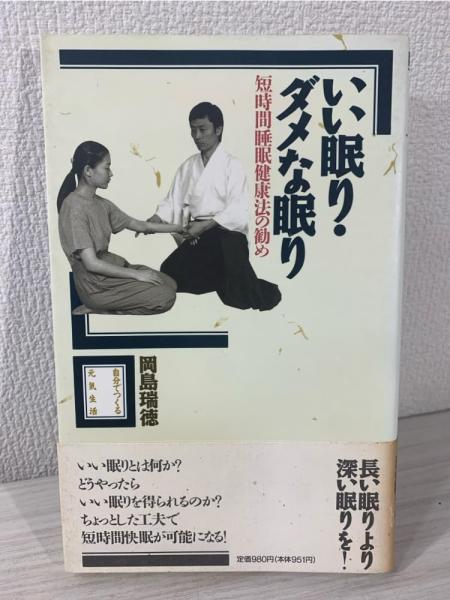 いい眠り・
ダメな眠り
短時間睡眠健康法の勧め
岡島瑞徳
自分でつくる
元気生活
長い眠りより
深い眠りを!
いい眠りとは何か?
どうやったら
いい眠りを得られるのか?
ちょっとした工夫で
短時間快眠が可能になる!
定価980円(本体951円)